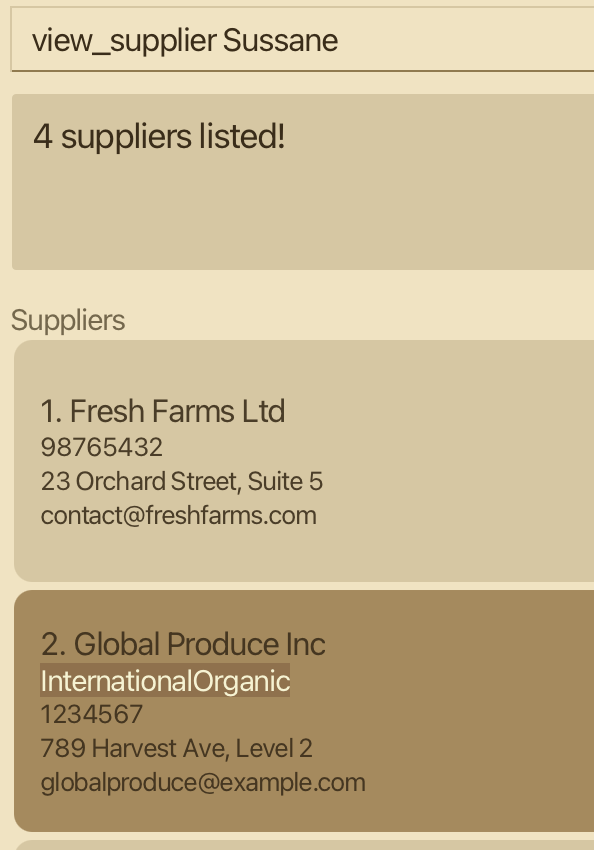 view_supplier Sussane
4 suppliers listed!
Suppliers
1. Fresh Farms Ltd
98765432
23 Orchard Street, Suite 5
contact@freshfarms.com
2. Global Produce Inc
InternationalOrganic
1234567
789 Harvest Ave, Level 2
globalproduce@example.com